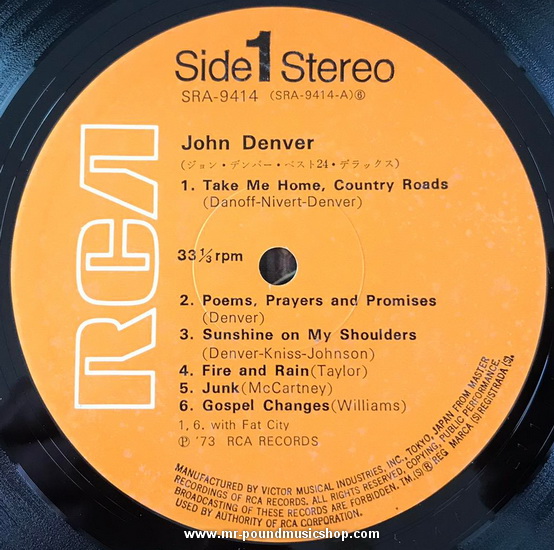 Side 1 Stereo
SRA-9414 (SRA-9414-A)⑥
RCA
John Denver
(ジョン・デンバー・ベスト24・デラックス)
1. Take Me Home, Country Roads
(Danoff-Nivert-Denver)
33⅓rpm
2. Poems, Prayers and Promises
(Denver)
3. Sunshine on My Shoulders
(Denver-Kniss-Johnson)
4. Fire and Rain(Taylor)
5. Junk(McCartney)
6. Gospel Changes(Williams)
1, 6. with Fat City
Ⓟ '73 RCA RECORDS
MANUFACTURED BY VICTOR MUSICAL INDUSTRIES, INC., TOKYO, JAPAN FROM MASTER
RECORDINGS OF RCA RECORDS. ALL RIGHTS RESERVED, COPYING, PUBLIC PERFORMANCE,
BROADCASTING OF THESE RECORDS ARE FORBIDDEN. TM.(S)® REG. MARCA (S) REGISTRADA (S).
USED BY AUTHORITY OF RCA CORPORATION.
www.mr-poundmusicshop.com